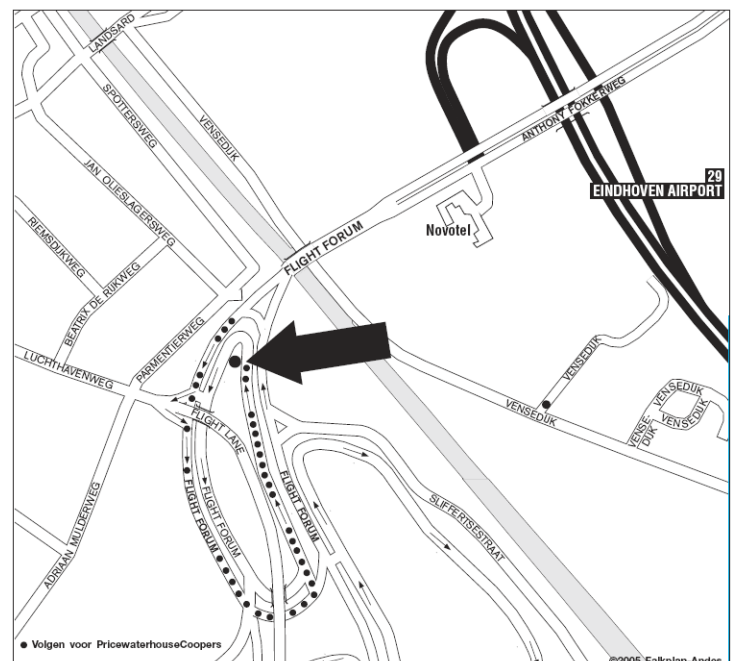 LANDSARD
SPOTTERSWEG
VENSEDIJK
ANTHONY FOKKERWEG
29
EINDHOVEN AIRPORT
JAN OLIESLAGERSWEG
Novotel
FLIGHT FORUM
RIEMSDIJKWEG
BEATRIX DE RIJKWEG
PARMENTIERWEG
LUCHTHAVENWEG
VENSEDIJK
VENSEDIJK
VENSEDIJK
VENSEDIJK
VENSE-
DIJK
FLIGHT LANE
FLIGHT FORUM
FLIGHT FORUM
FLIGHT FORUM
SLIFFERTSESTRAAT
ADRIAAN MULDERWEG
● Volgen voor PricewaterhouseCoopers
©2005 Falkplan-Andes